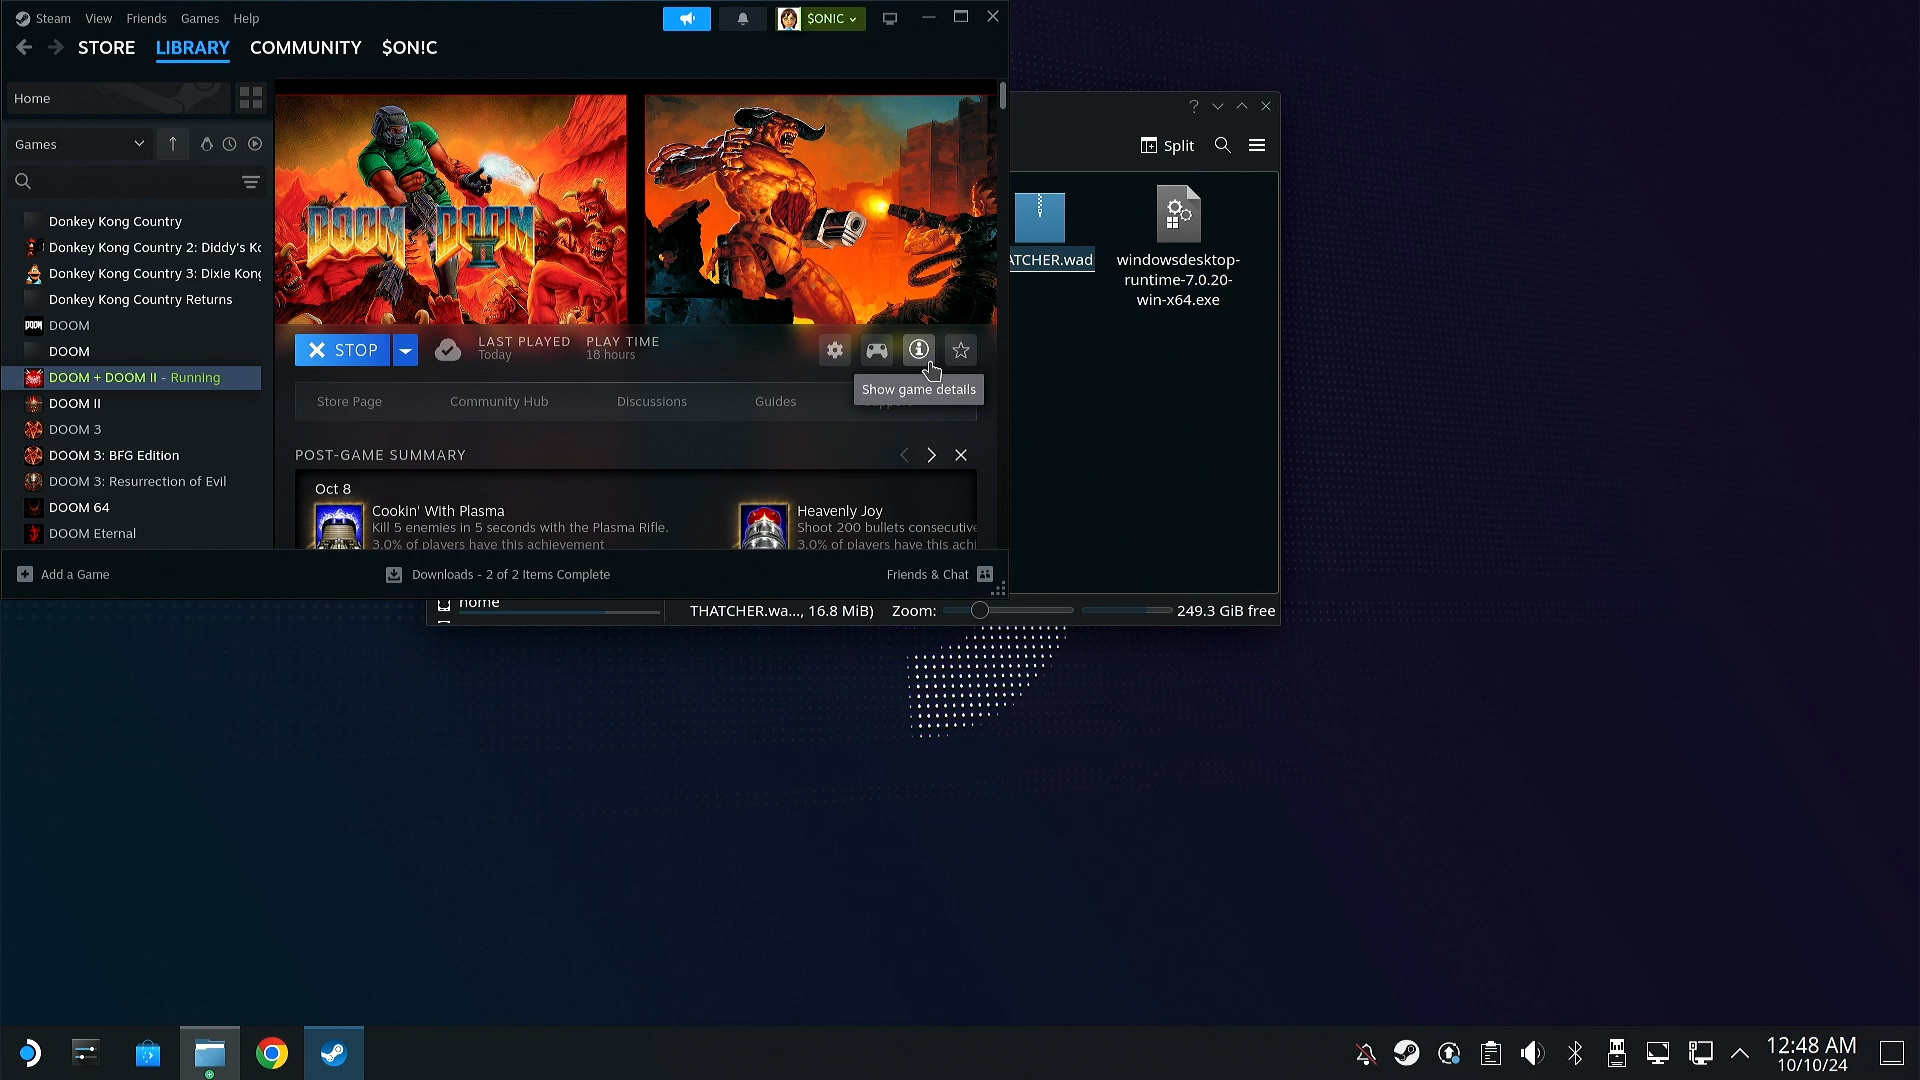 Steam View Friends Games Help
$ON!C
STORE LIBRARY COMMUNITY $ON!C
Home
Games
Donkey Kong Country
Donkey Kong Country 2: Diddy's Ko
Donkey Kong Country 3: Dixie Kong
Donkey Kong Country Returns
DOOM
DOOM
DOOM + DOOM II - Running
DOOM II
DOOM 3
DOOM 3: BFG Edition
DOOM 3: Resurrection of Evil
DOOM 64
DOOM Eternal
DOOM DOOM
II
STOP
LAST PLAYED
Today
PLAY TIME
18 hours
Show game details
Store Page Community Hub Discussions Guides
POST-GAME SUMMARY
Oct 8
Cookin' With Plasma
Kill 5 enemies in 5 seconds with the Plasma Rifle.
3.0% of players have this achievement
Heavenly Joy
Shoot 200 bullets consecutive
3.0% of players have this achi
Add a Game
Downloads - 2 of 2 Items Complete
Friends & Chat
Split
ATCHER.wad
windowsdesktop-
runtime-7.0.20-
win-x64.exe
home
THATCHER.wa..., 16.8 MiB)
Zoom:
249.3 GiB free
12:48 AM
10/10/24